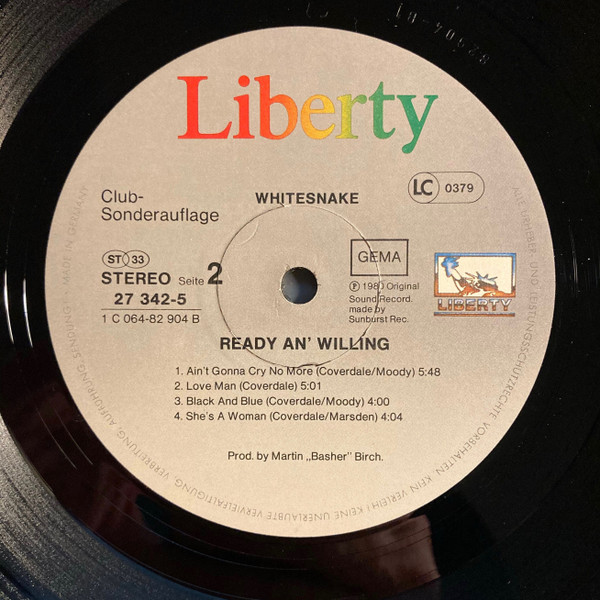 82904-B1
Liberty
Club-
Sonderauflage
WHITESNAKE
LC 0379
ST 33
STEREO Seite 2
27 342-5
1 C 064-82 904 B
GEMA
℗ 1980 Original
Sound Record.
made by
Sunburst Rec.
LIBERTY
READY AN' WILLING
1. Ain't Gonna Cry No More (Coverdale/Moody) 5:48
2. Love Man (Coverdale) 5:01
3. Black And Blue (Coverdale/Moody) 4:00
4. She's A Woman (Coverdale/Marsden) 4:04
Prod. by Martin „Basher" Birch.
ALLE URHEBER- UND LEISTUNGSSCHUTZRECHTE VORBEHALTEN. KEIN VERLEIH! KEINE UNERLAUBTE VERVIELFÄLTIGUNG, VERBREITUNG, AUFFÜHRUNG, SENDUNG! MADE IN GERMANY